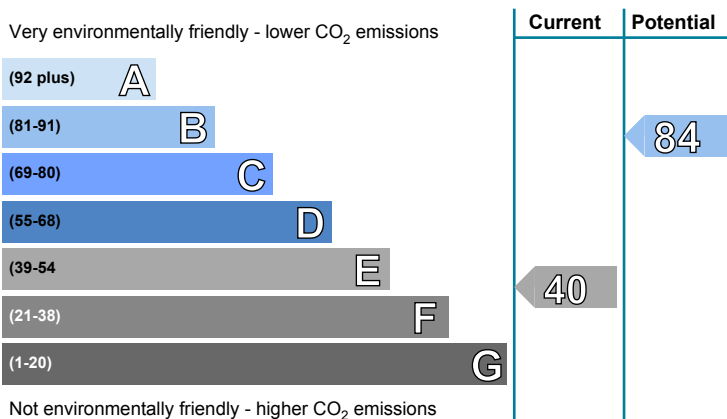 Current Potential
Very environmentally friendly - lower CO2 emissions
(92 plus) A
(81-91) B
84
(69-80) C
(55-68) D
(39-54 E
40
(21-38) F
(1-20) G
Not environmentally friendly - higher CO2 emissions